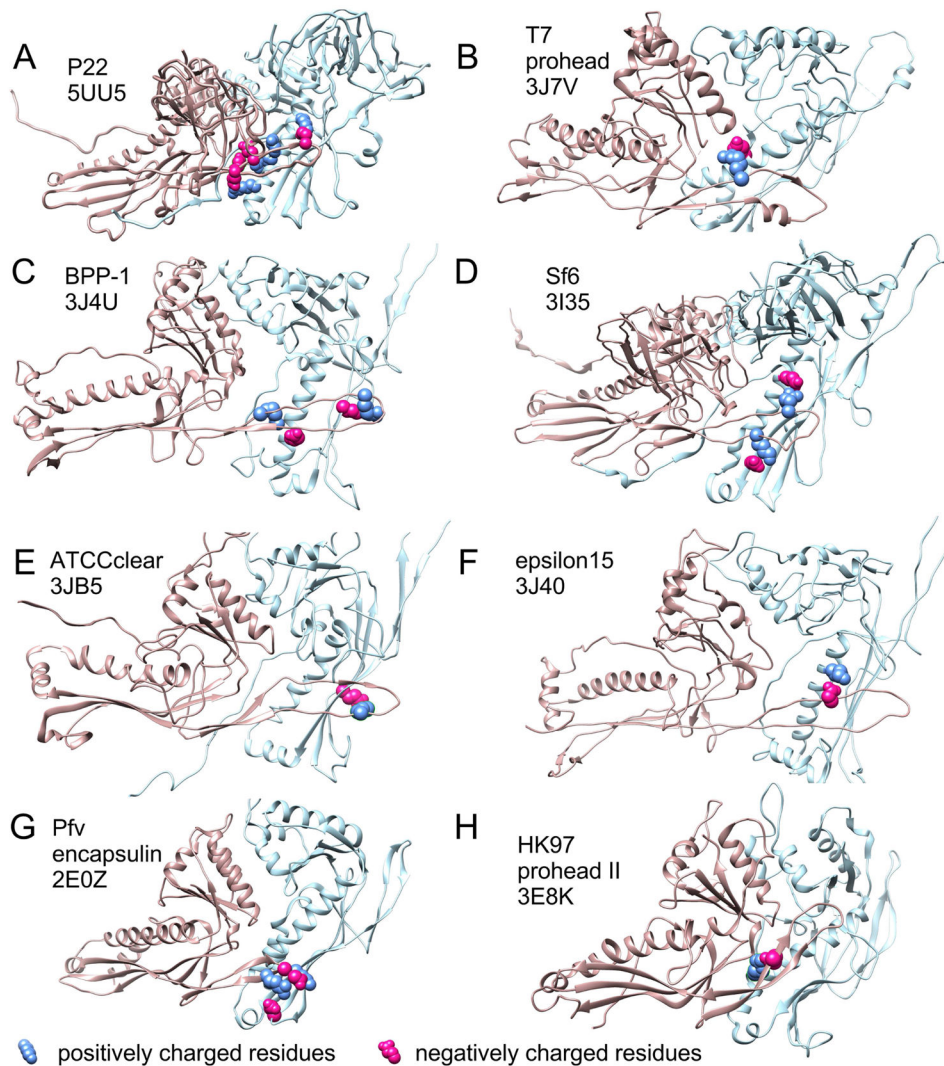 A
P22
5UU5
B
T7
prohead
3J7V
C
BPP-1
3J4U
D
Sf6
3I35
E
ATCCclear
3JB5
F
epsilon15
3J40
G
Pfv
encapsulin
2E0Z
H
HK97
prohead II
3E8K
positively charged residues
negatively charged residues